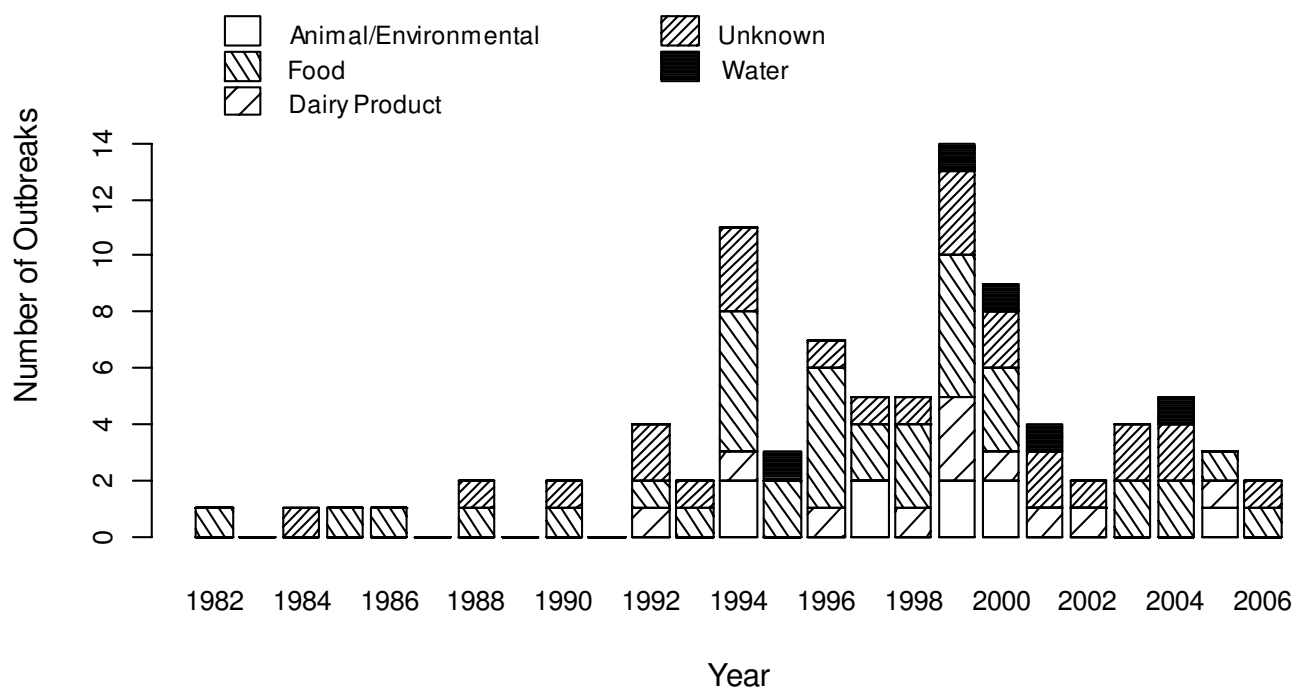 Animal/Environmental
Food
Dairy Product
Unknown
Water
Number of Outbreaks
14
12
10
8
6
4
2
0
1982 1984 1986 1988 1990 1992 1994 1996 1998 2000 2002 2004 2006
Year